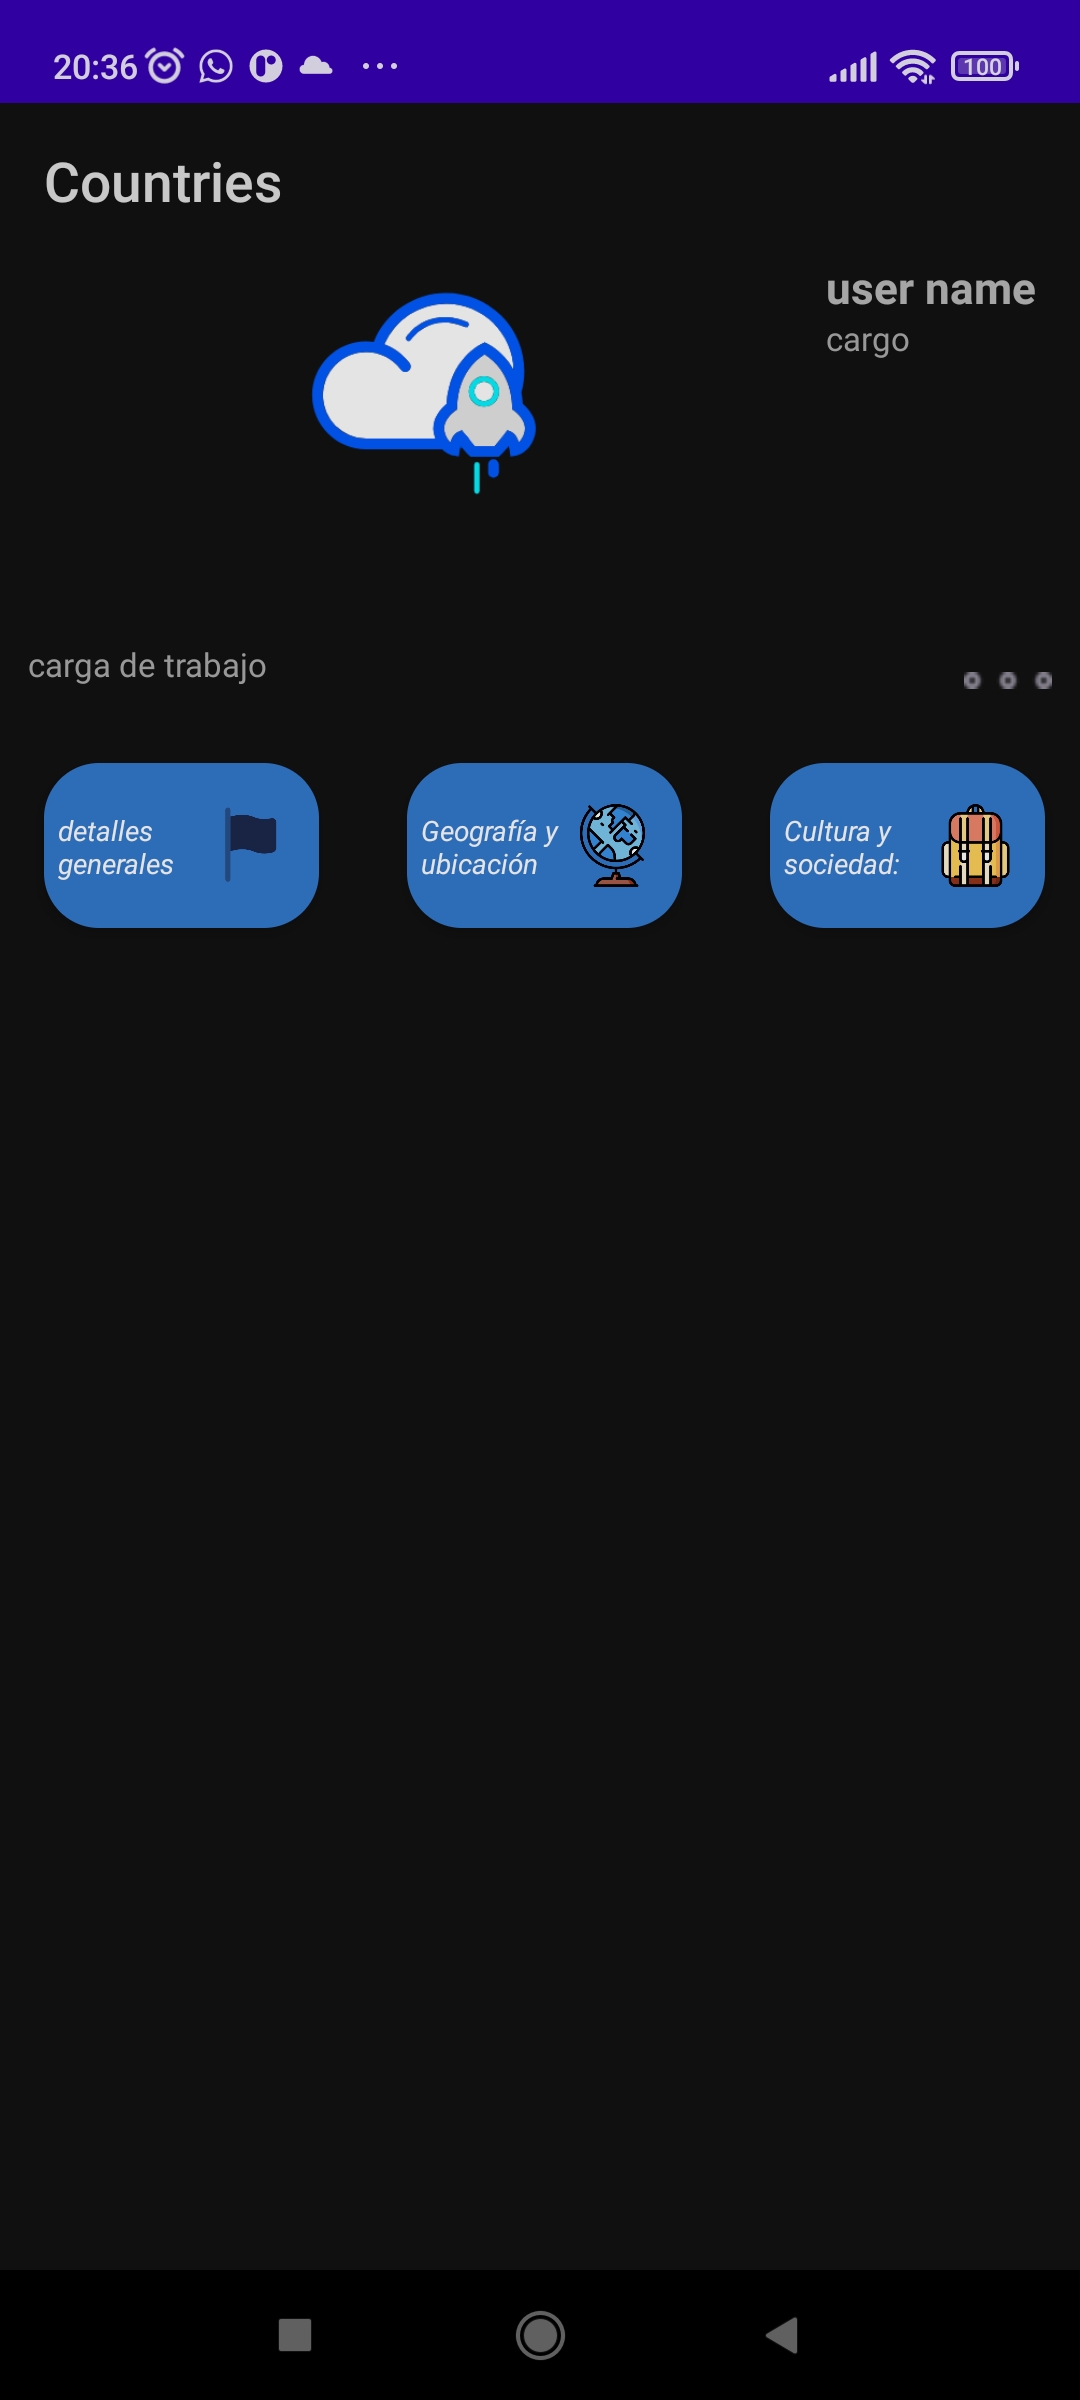 20:36
100
Countries
user name
cargo
carga de trabajo
detalles
generales
Geografía y
ubicación
Cultura y
sociedad: